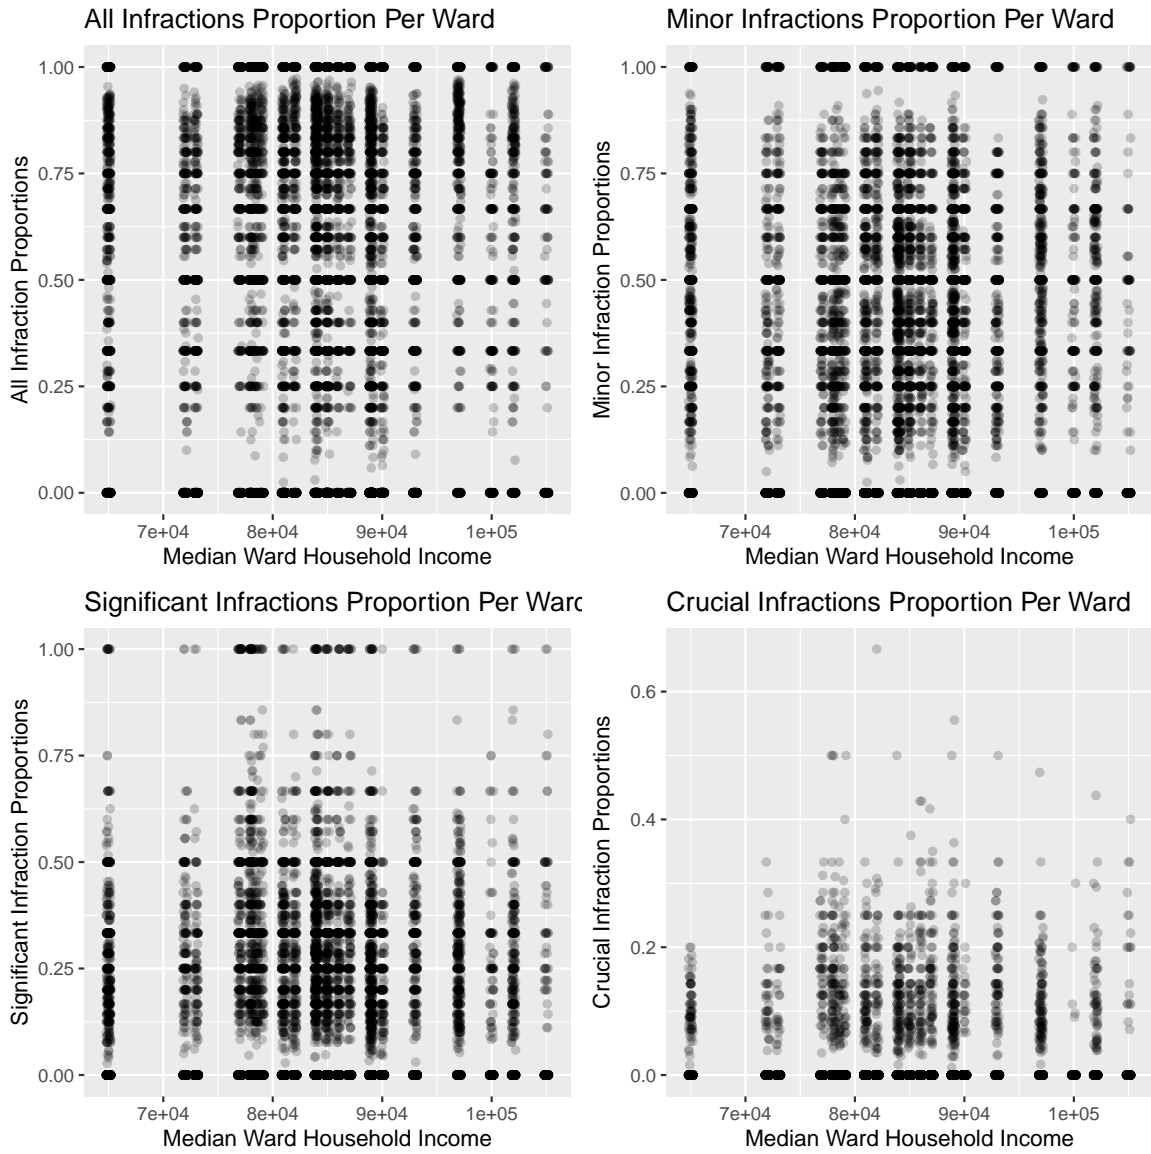 All Infractions Proportion Per Ward
All Infraction Proportions
1.00
0.75
0.50
0.25
0.00
7e+04 8e+04 9e+04 1e+05
Median Ward Household Income
Minor Infractions Proportion Per Ward
Minor Infraction Proportions
1.00
0.75
0.50
0.25
0.00
7e+04 8e+04 9e+04 1e+05
Median Ward Household Income
Significant Infractions Proportion Per Ward
Significant Infraction Proportions
1.00
0.75
0.50
0.25
0.00
7e+04 8e+04 9e+04 1e+05
Median Ward Household Income
Crucial Infractions Proportion Per Ward
Crucial Infraction Proportions
0.6
0.4
0.2
0.0
7e+04 8e+04 9e+04 1e+05
Median Ward Household Income